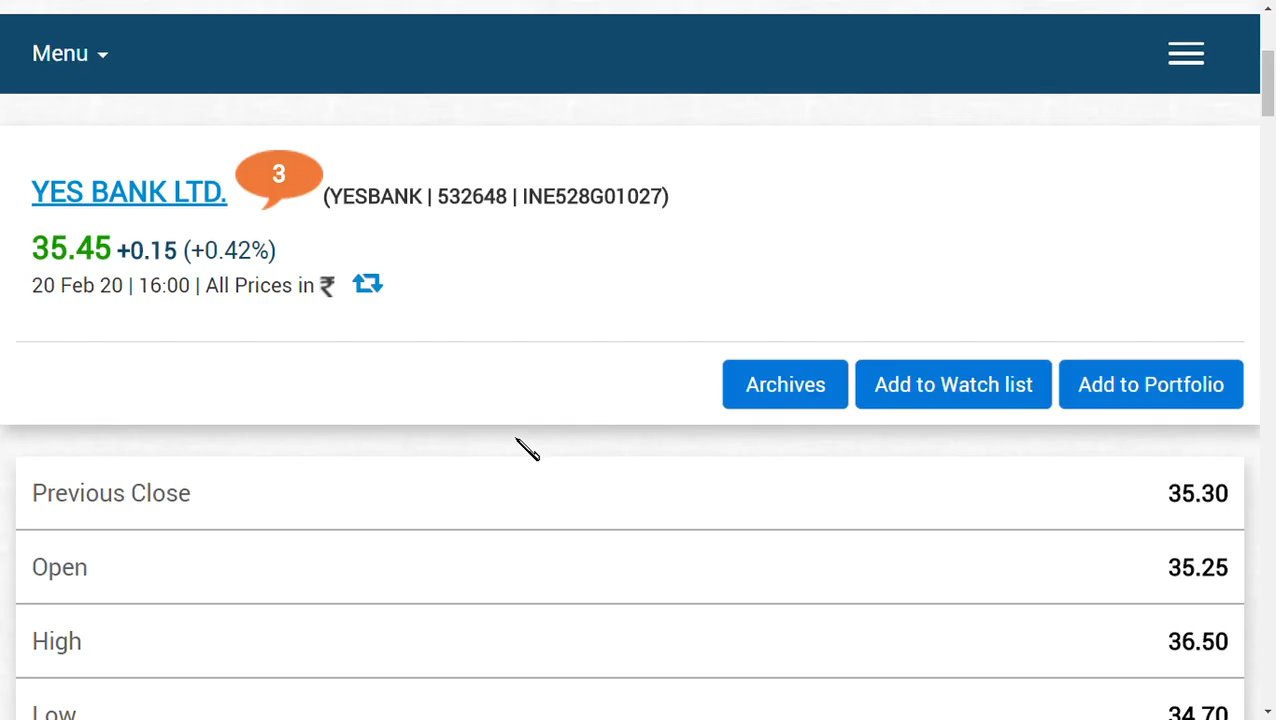 Menu
YES BANK LTD. 3 (YESBANK | 532648 | INE528G01027)
35.45 +0.15 (+0.42%)
20 Feb 20 | 16:00 | All Prices in ₹
Archives Add to Watch list Add to Portfolio
Previous Close 35.30
Open 35.25
High 36.50
Low 34.70